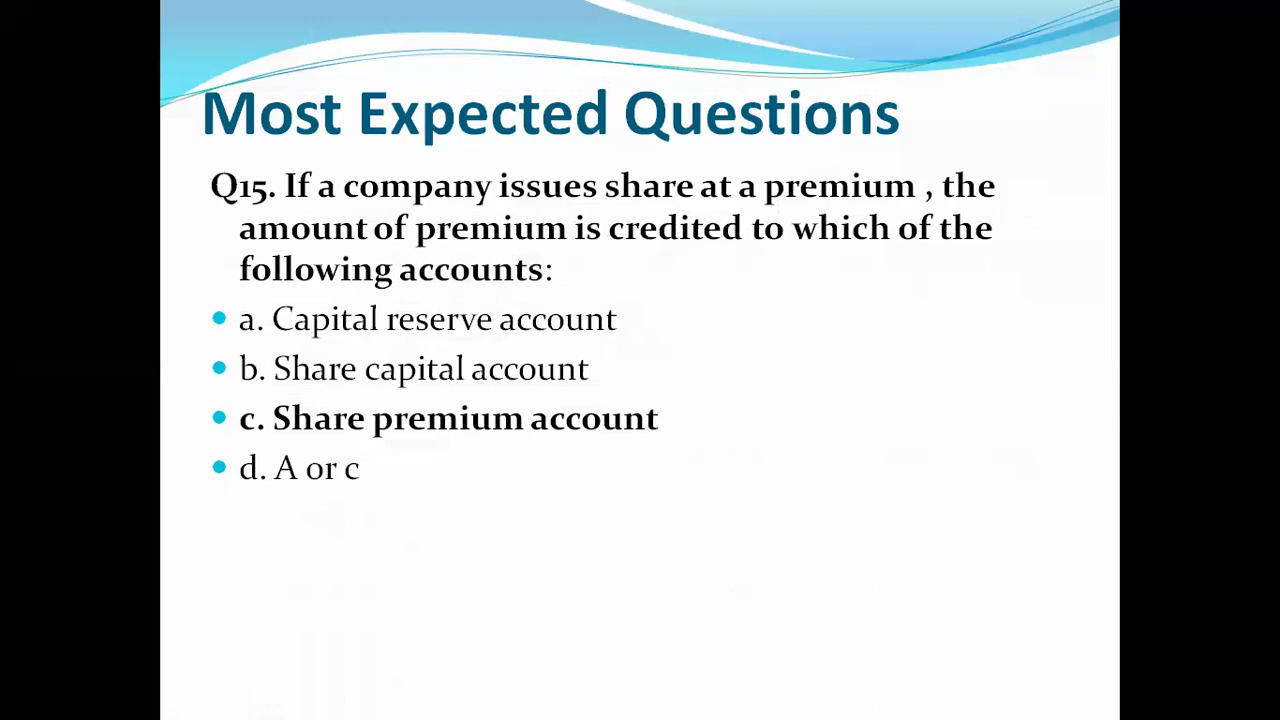 Most Expected Questions
Q15. If a company issues share at a premium , the
amount of premium is credited to which of the
following accounts:
• a. Capital reserve account
• b. Share capital account
• c. Share premium account
• d. A or c